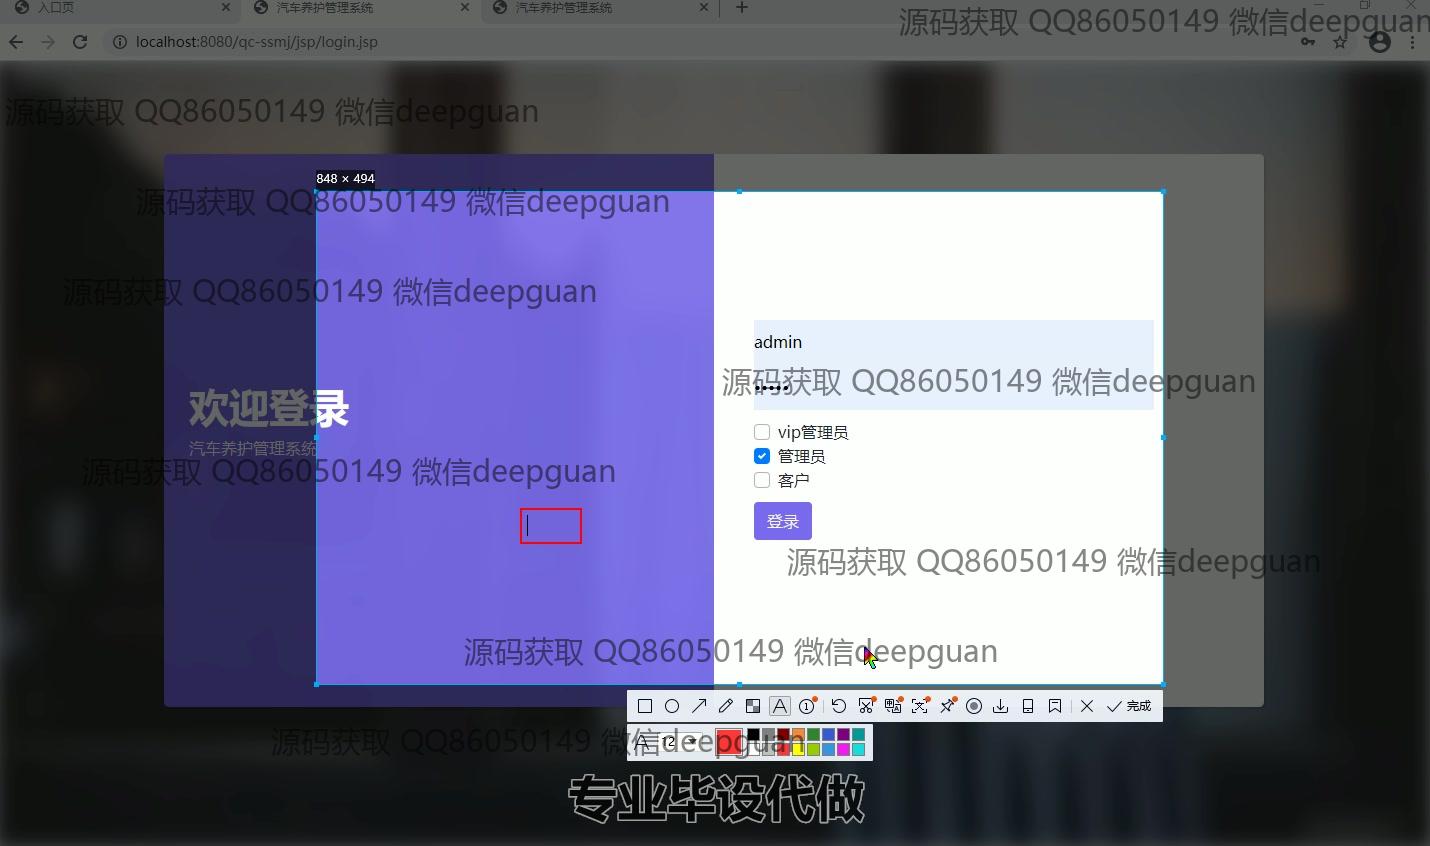 入口页
汽车养护管理系统
汽车养护管理系统
源码获取 QQ86050149 微信deepguan
localhost:8080/qc-ssmj/jsp/login.jsp
源码获取 QQ86050149 微信deepguan
848 × 494
源码获取 QQ86050149 微信deepguan
源码获取 QQ86050149 微信deepguan
admin
源码获取 QQ86050149 微信deepguan
欢迎登录
汽车养护管理系统
vip管理员
管理员
客户
源码获取 QQ86050149 微信deepguan
登录
源码获取 QQ86050149 微信deepguan
源码获取 QQ86050149 微信deepguan
完成
源码获取 QQ86050149 微信deepguan
A 12
专业毕设代做